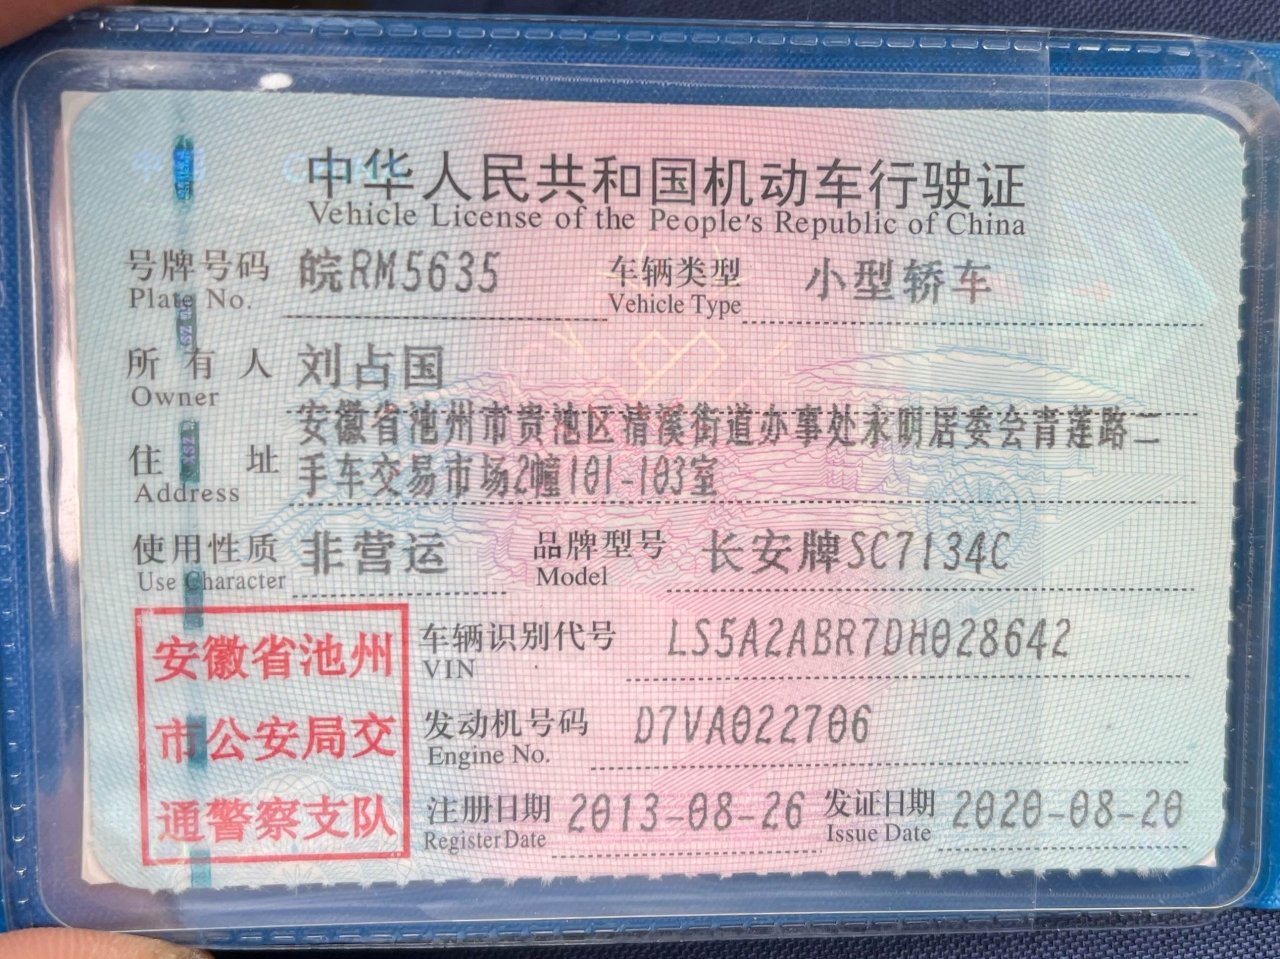 中华人民共和国机动车行驶证
Vehicle License of the People's Republic of China
号牌号码 皖RM5635 车辆类型 小型轿车
Plate No. Vehicle Type
所有人 刘占国
Owner
安徽省池州市贵池区清溪街道办事处永明居委会青莲路二
住址 手车交易市场2幢101-103室
Address
使用性质 非营运 品牌型号 长安牌SC7134C
Use Character Model
安徽省池州
市公安局交
通警察支队
车辆识别代号 LS5A2ABR7DH028642
VIN
发动机号码 D7VA022706
Engine No.
注册日期 2013-08-26 发证日期 2020-08-20
Register Date Issue Date